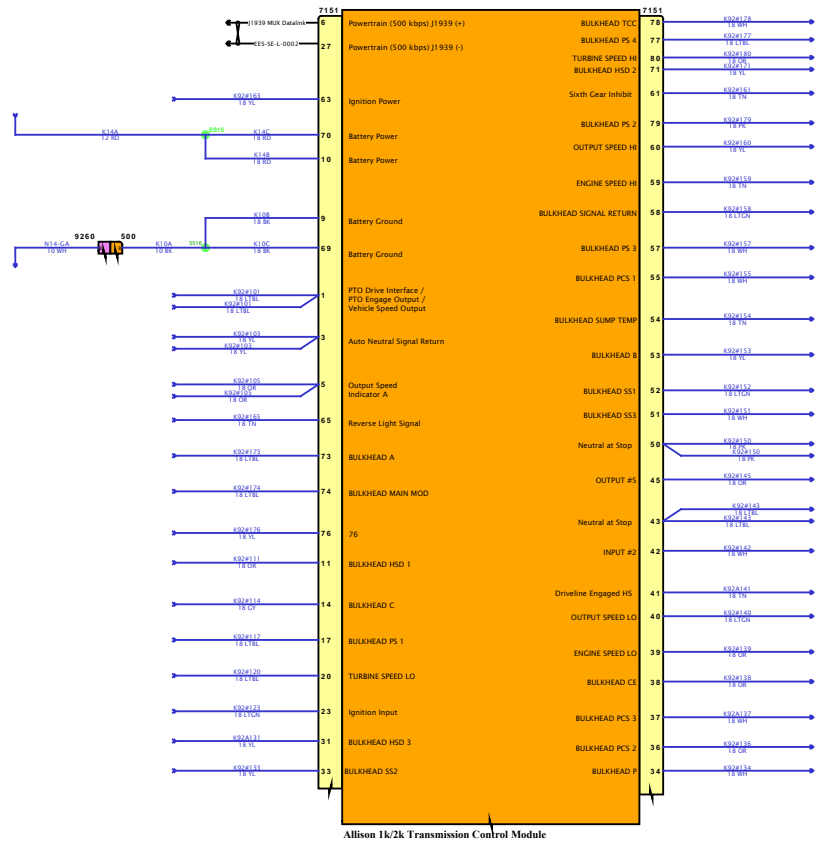 7151
7151
J1939 MUX Datalink
6
Powertrain (500 kbps) J1939 (+)
EES-SE-L-0002
27
Powertrain (500 kbps) J1939 (-)
K92#163
18 YL
63
Ignition Power
K14A
12 RD
SS15
K14C
18 RD
70
Battery Power
K14B
18 RD
10
Battery Power
K10B
18 BK
9
Battery Ground
9260
500
N14-GA
10 WH
K10A
10 BK
SS16
K10C
18 BK
69
Battery Ground
K92#101
18 LTBL
K92#101
18 LTBL
1
PTO Drive Interface /
PTO Engage Output /
Vehicle Speed Output
K92#103
18 YL
K92#103
18 YL
3
Auto Neutral Signal Return
K92#105
18 OR
K92#105
18 OR
5
Output Speed
Indicator A
K92#165
18 TN
65
Reverse Light Signal
K92#173
18 LTBL
73
BULKHEAD A
K92#174
18 LTBL
74
BULKHEAD MAIN MOD
K92#176
18 YL
76
76
K92#111
18 OR
11
BULKHEAD HSD 1
K92#114
18 GY
14
BULKHEAD C
K92#117
18 LTBL
17
BULKHEAD PS 1
K92#120
18 LTBL
20
TURBINE SPEED LO
K92#123
18 LTGN
23
Ignition Input
K92A131
18 YL
31
BULKHEAD HSD 3
K92#133
18 YL
33
BULKHEAD SS2
BULKHEAD TCC
78
K92#178
18 WH
BULKHEAD PS 4
77
K92#177
18 LTBL
TURBINE SPEED HI
80
K92#180
18 OR
BULKHEAD HSD 2
71
K92#171
18 YL
Sixth Gear Inhibit
61
K92#161
18 TN
BULKHEAD PS 2
79
K92#179
18 PK
OUTPUT SPEED HI
60
K92#160
18 YL
ENGINE SPEED HI
59
K92#159
18 TN
BULKHEAD SIGNAL RETURN
58
K92#158
18 LTGN
BULKHEAD PS 3
57
K92#157
18 WH
BULKHEAD PCS 1
55
K92#155
18 WH
BULKHEAD SUMP TEMP
54
K92#154
18 TN
BULKHEAD B
53
K92#153
18 YL
BULKHEAD SS1
52
K92#152
18 LTGN
BULKHEAD SS3
51
K92#151
18 WH
Neutral at Stop
50
K92#150
18 PK
K92#150
18 PK
OUTPUT #5
45
K92#145
18 OR
K92#143
18 LTBL
Neutral at Stop
43
K92#143
18 LTBL
INPUT #2
42
K92#142
18 WH
Driveline Engaged HS
41
K92A141
18 TN
OUTPUT SPEED LO
40
K92#140
18 LTGN
ENGINE SPEED LO
39
K92#139
18 OR
BULKHEAD CE
38
K92#138
18 OR
BULKHEAD PCS 3
37
K92A137
18 WH
BULKHEAD PCS 2
36
K92#136
18 OR
BULKHEAD P
34
K92#134
18 WH
Allison 1k/2k Transmission Control Module